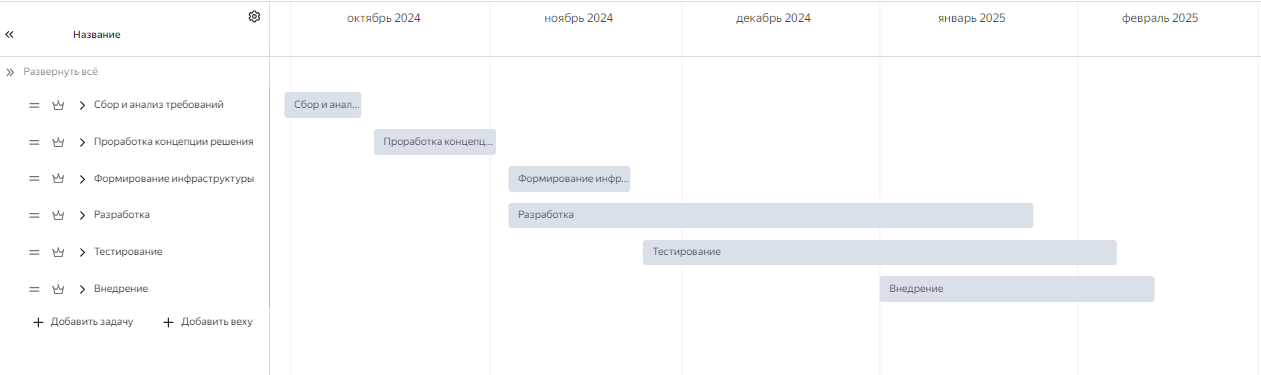 октябрь 2024 ноябрь 2024 декабрь 2024 январь 2025 февраль 2025
Название
Развернуть всё
Сбор и анализ требований Сбор и анал...
Проработка концепции решения Проработка концепц...
Формирование инфраструктуры Формирование инфр...
Разработка Разработка
Тестирование Тестирование
Внедрение Внедрение
Добавить задачу Добавить веху